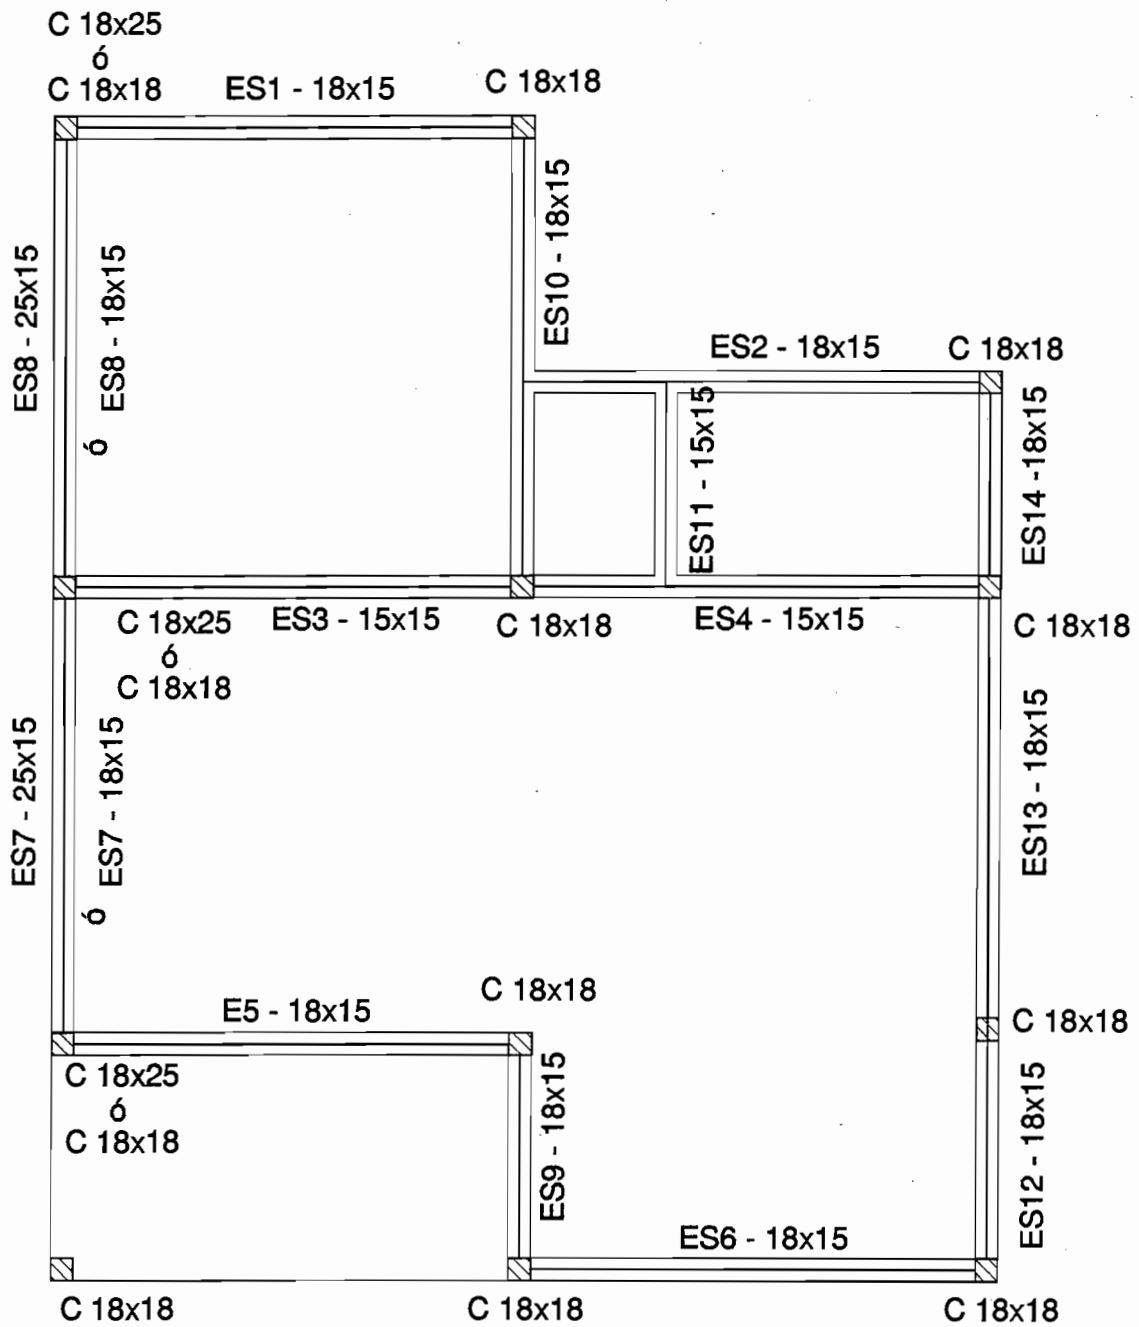 C 18x25
ó
C 18x18
ES1 - 18x15
C 18x18
ES10 - 18x15
ES8 - 25x15
ó
ES8 - 18x15
ES2 - 18x15
C 18x18
ES11 - 15x15
ES14 -18x15
C 18x25
ó
C 18x18
ES3 - 15x15
C 18x18
ES4 - 15x15
C 18x18
ES7 - 25x15
ó
ES7 - 18x15
ES13 - 18x15
E5 - 18x15
C 18x18
C 18x18
C 18x25
ó
C 18x18
ES9 - 18x15
ES12 - 18x15
ES6 - 18x15
C 18x18
C 18x18
C 18x18